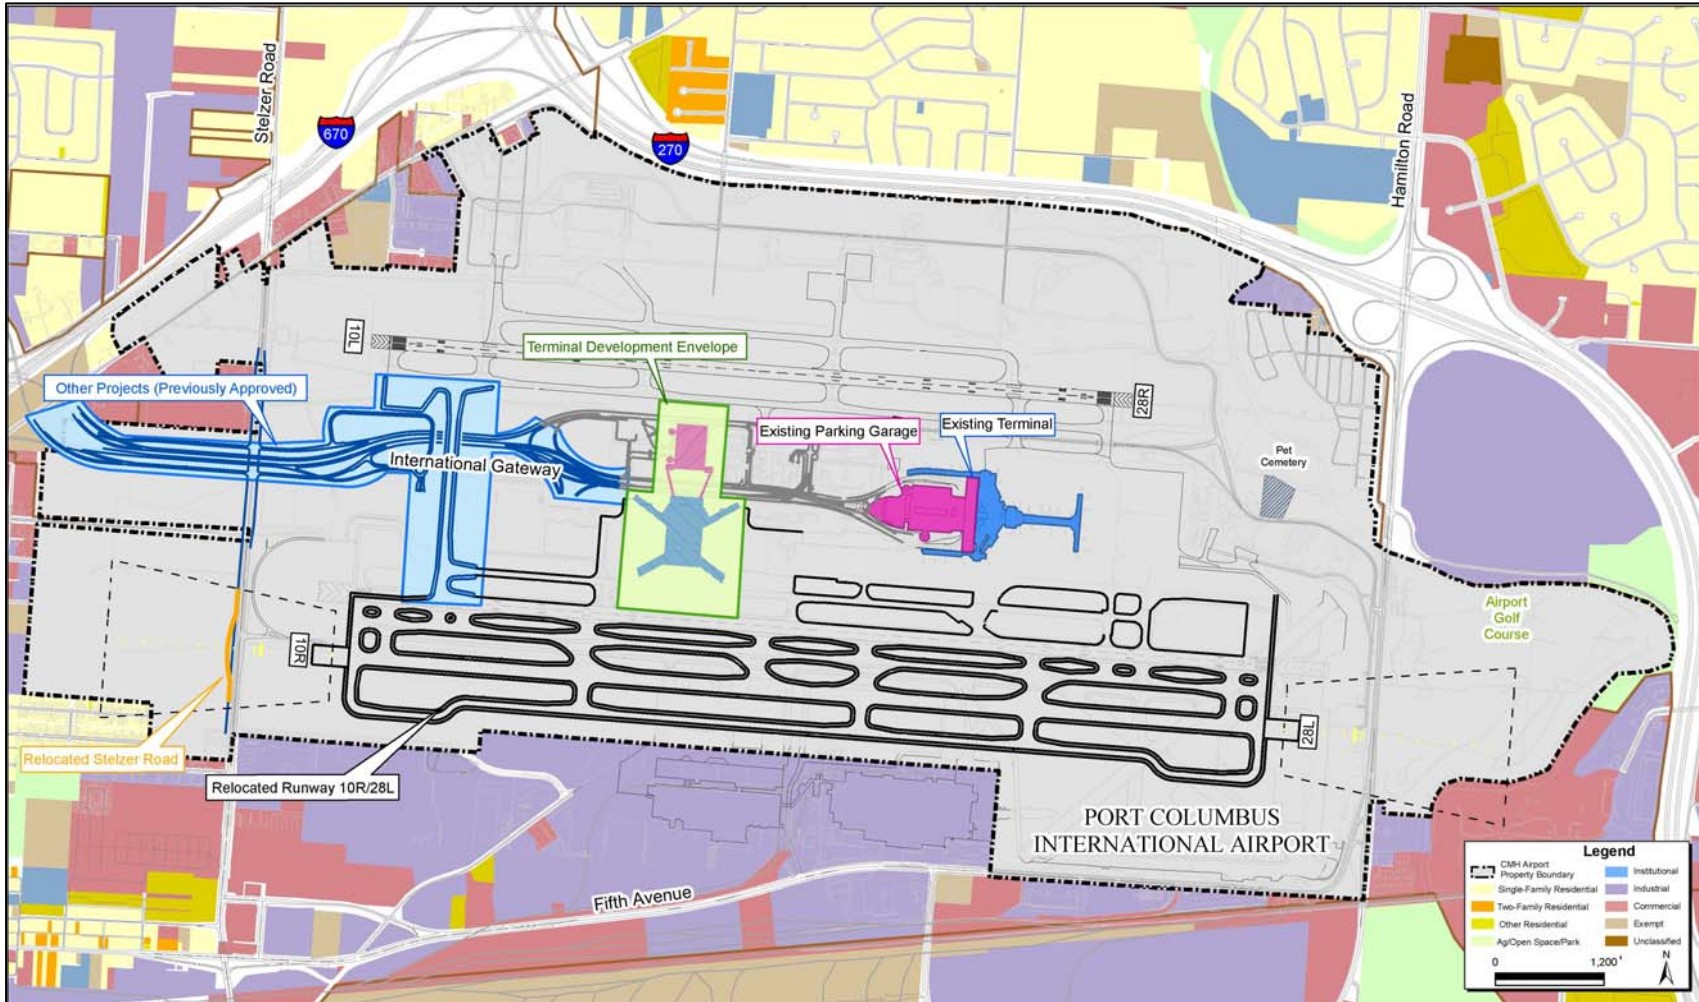 Stelzer Road
670
270
Hamilton Road
10L
28R
Terminal Development Envelope
Other Projects (Previously Approved)
Existing Parking Garage
Existing Terminal
International Gateway
Pet
Cemetery
Airport
Golf
Course
10R
28L
Relocated Stelzer Road
Relocated Runway 10R/28L
PORT COLUMBUS
INTERNATIONAL AIRPORT
Fifth Avenue
Legend
CMH Airport
Property Boundary
Single-Family Residential
Two-Family Residential
Other Residential
Ag/Open Space/Park
Institutional
Industrial
Commercial
Exempt
Unclassified
0
1,200'
N